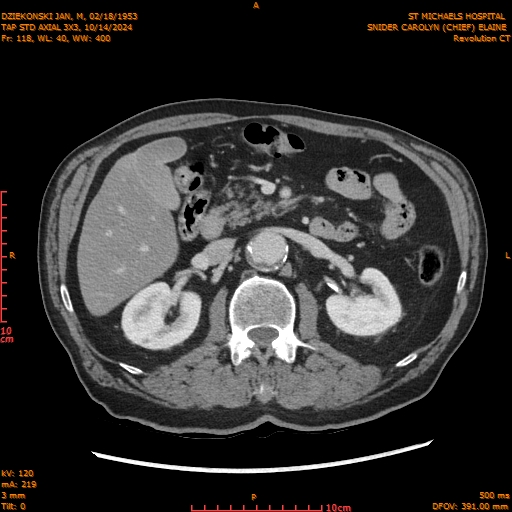 A
DZIEKONSKI JAN, M, 02/18/1953
TAP STD AXIAL 3X3, 10/14/2024
Fr: 118, WL: 40, WW: 400
ST MICHAELS HOSPITAL
SNIDER CAROLYN (CHIEF) ELAINE
Revolution CT
R
L
10
cm
kV: 120
mA: 219
3 mm
Tilt: 0
P
10cm
500 ms
DFOV: 391.00 mm